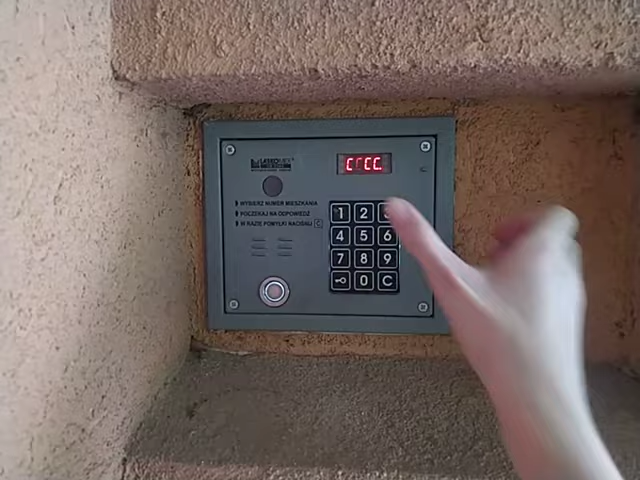 LASKOMEX
CCCC.
WYBIERZ NUMER MIESZKANIA
POCZEKAJ NA ODPOWIEDŹ
W RAZIE POMYŁKI NACIŚNIJ C
1 2 3
4 5 6
7 8 9
0 C